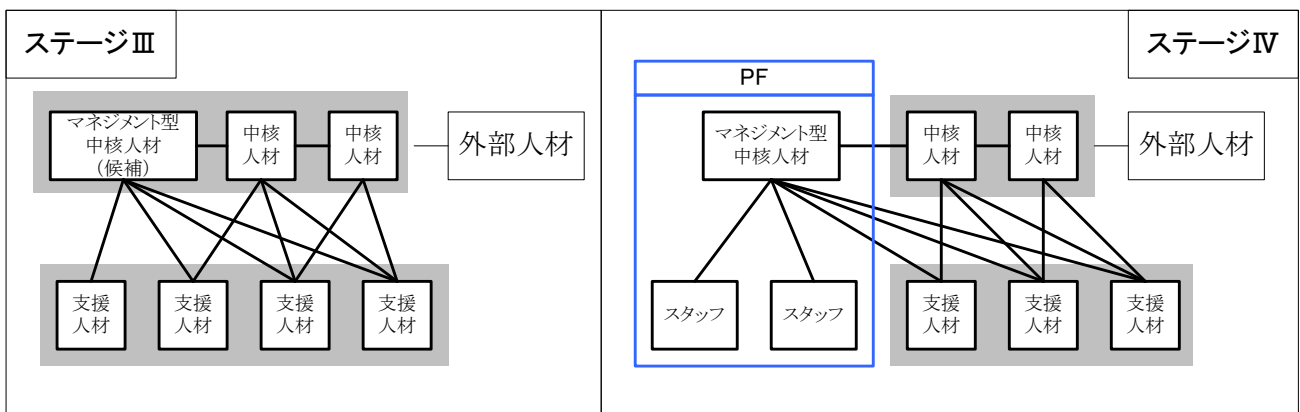 ステージⅢ
マネジメント型
中核人材
(候補)
中核
人材
中核
人材
外部人材
支援
人材
支援
人材
支援
人材
支援
人材
ステージⅣ
PF
マネジメント型
中核人材
中核
人材
中核
人材
外部人材
スタッフ
スタッフ
支援
人材
支援
人材
支援
人材